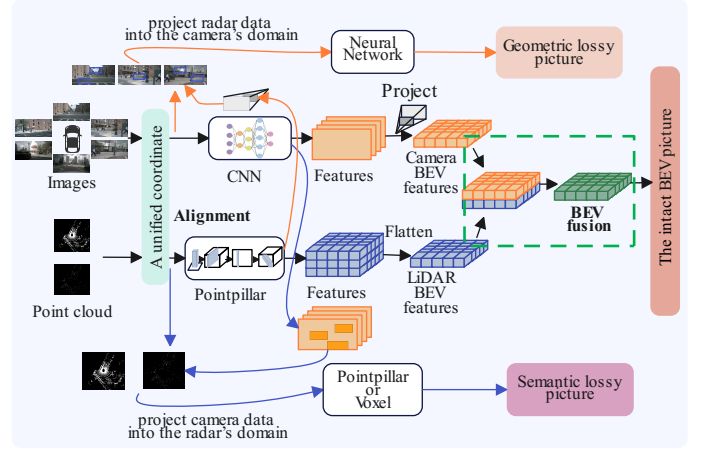 project radar data
into the camera's domain
Neural
Network
Geometric lossy
picture
Project
Images
A unified coordinate
CNN
Features
Camera
BEV
features
Alignment
Flatten
BEV
fusion
The intact BEV picture
Point cloud
Pointpillar
Features
LiDAR
BEV
features
Pointpillar
or
Voxel
Semantic lossy
picture
project camera data
into the radar's domain